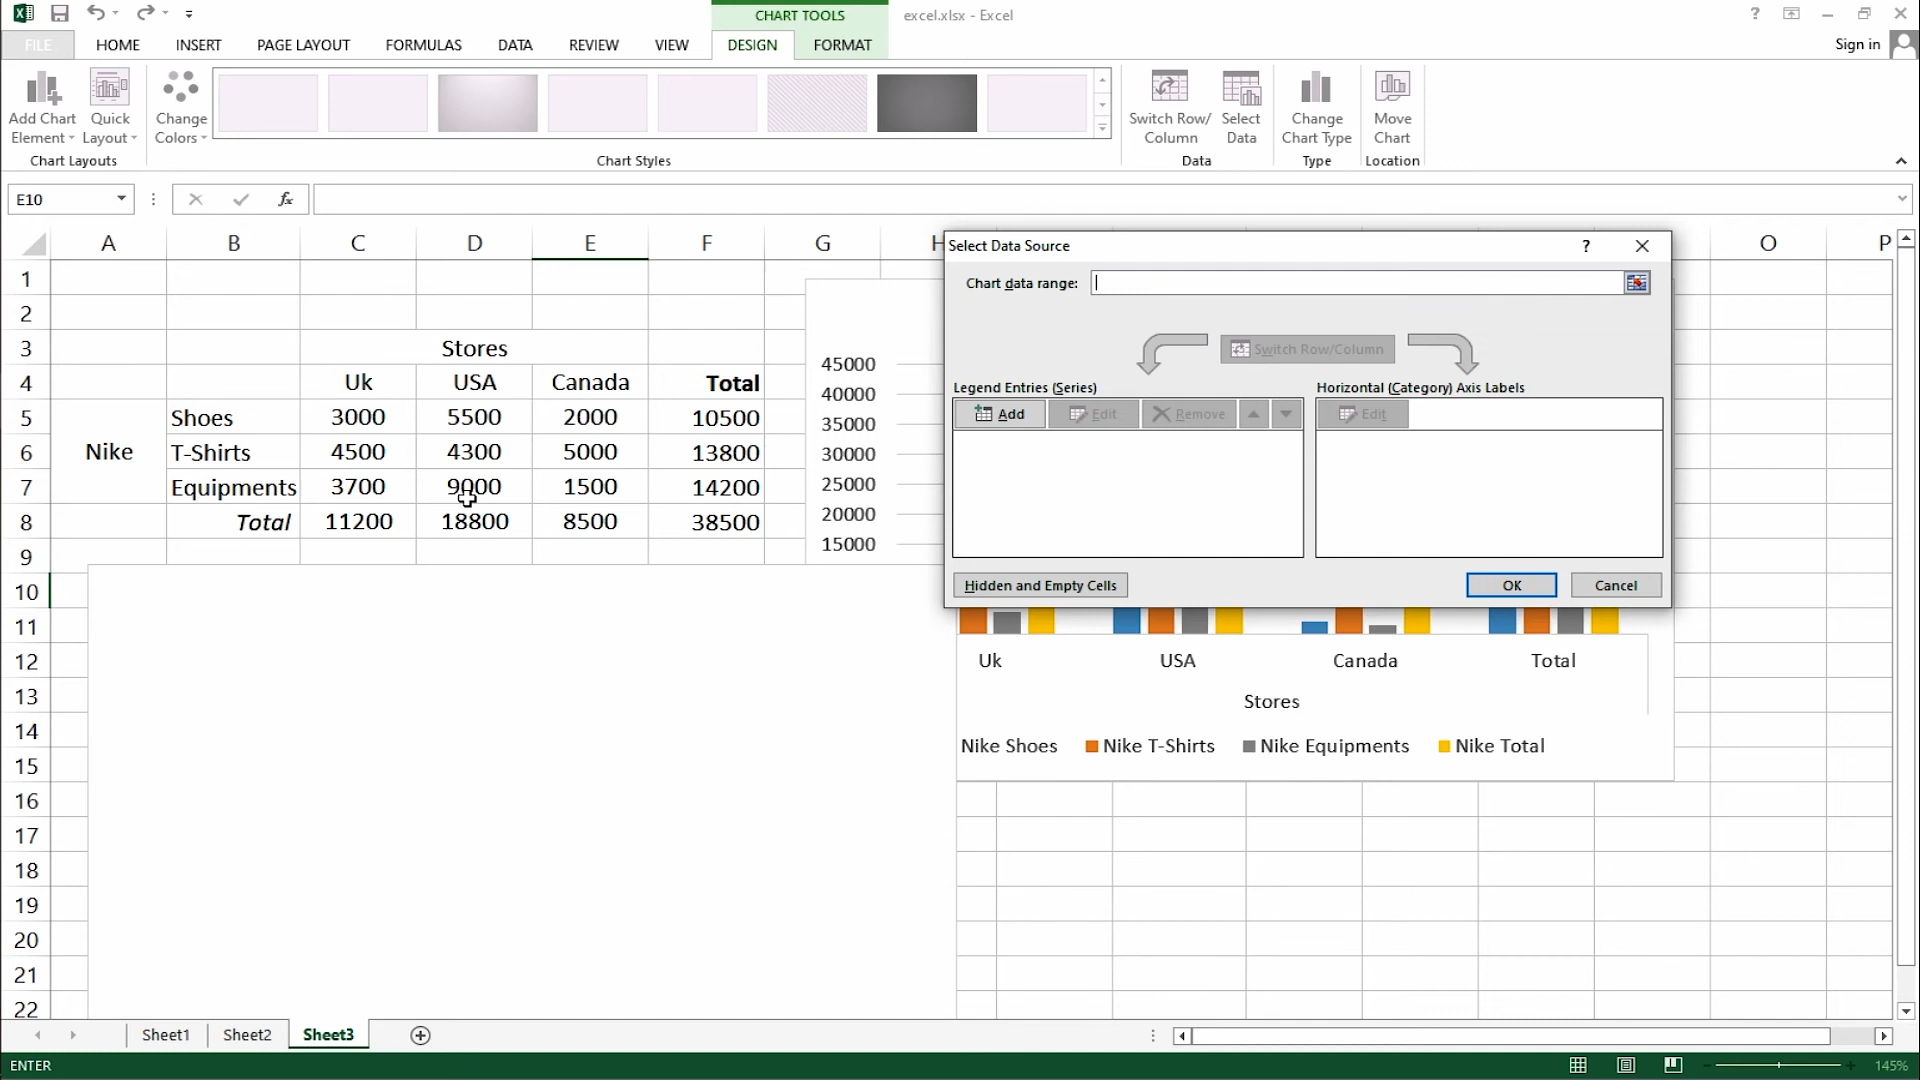 CHART TOOLS
excel.xlsx - Excel
FILE HOME INSERT PAGE LAYOUT FORMULAS DATA REVIEW VIEW DESIGN FORMAT
Sign in
Add Chart Element
Quick Layout
Chart Layouts
Change Colors
Chart Styles
Switch Row/ Column
Select Data
Data
Change Chart Type
Type
Move Chart
Location
E10
fx
A B C D E F G H O P
1
2
3 Stores
4 Uk USA Canada Total
5 Shoes 3000 5500 2000 10500
6 Nike T-Shirts 4500 4300 5000 13800
7 Equipments 3700 9000 1500 14200
8 Total 11200 18800 8500 38500
9
10
11
12
13
14
15
16
17
18
19
20
21
22
45000
40000
35000
30000
25000
20000
15000
Select Data Source
?
Chart data range:
Switch Row/Column
Legend Entries (Series)
Horizontal (Category) Axis Labels
Add Edit Remove
Edit
Hidden and Empty Cells
OK Cancel
Uk USA Canada Total
Stores
Nike Shoes Nike T-Shirts Nike Equipments Nike Total
Sheet1 Sheet2 Sheet3
ENTER
145%